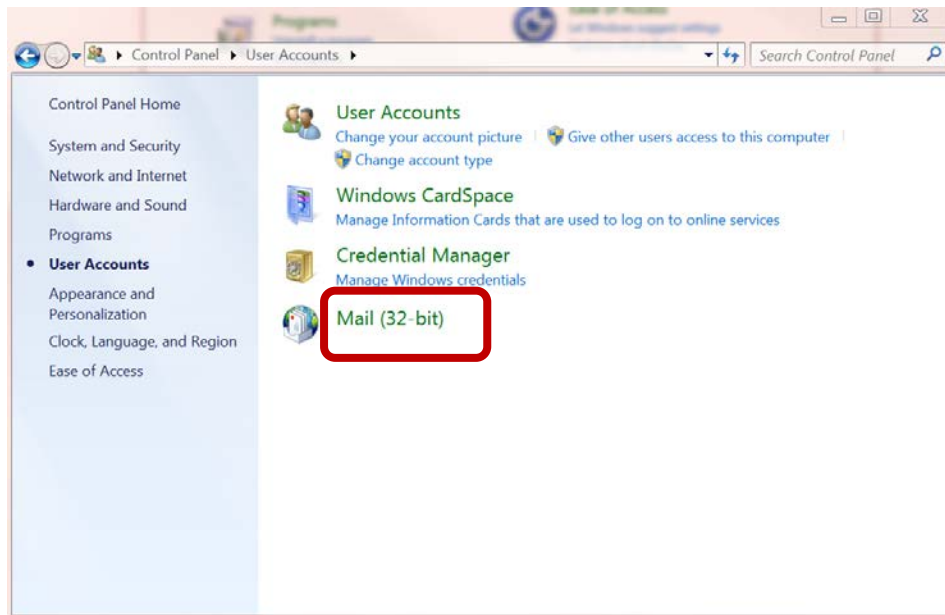 Programs
Control Panel ▸ User Accounts ▸
Search Control Panel
Control Panel Home
System and Security
Network and Internet
Hardware and Sound
Programs
User Accounts
Appearance and
Personalization
Clock, Language, and Region
Ease of Access
User Accounts
Change your account picture
Give other users access to this computer
Change account type
Windows CardSpace
Manage Information Cards that are used to log on to online services
Credential Manager
Manage Windows credentials
Mail (32-bit)